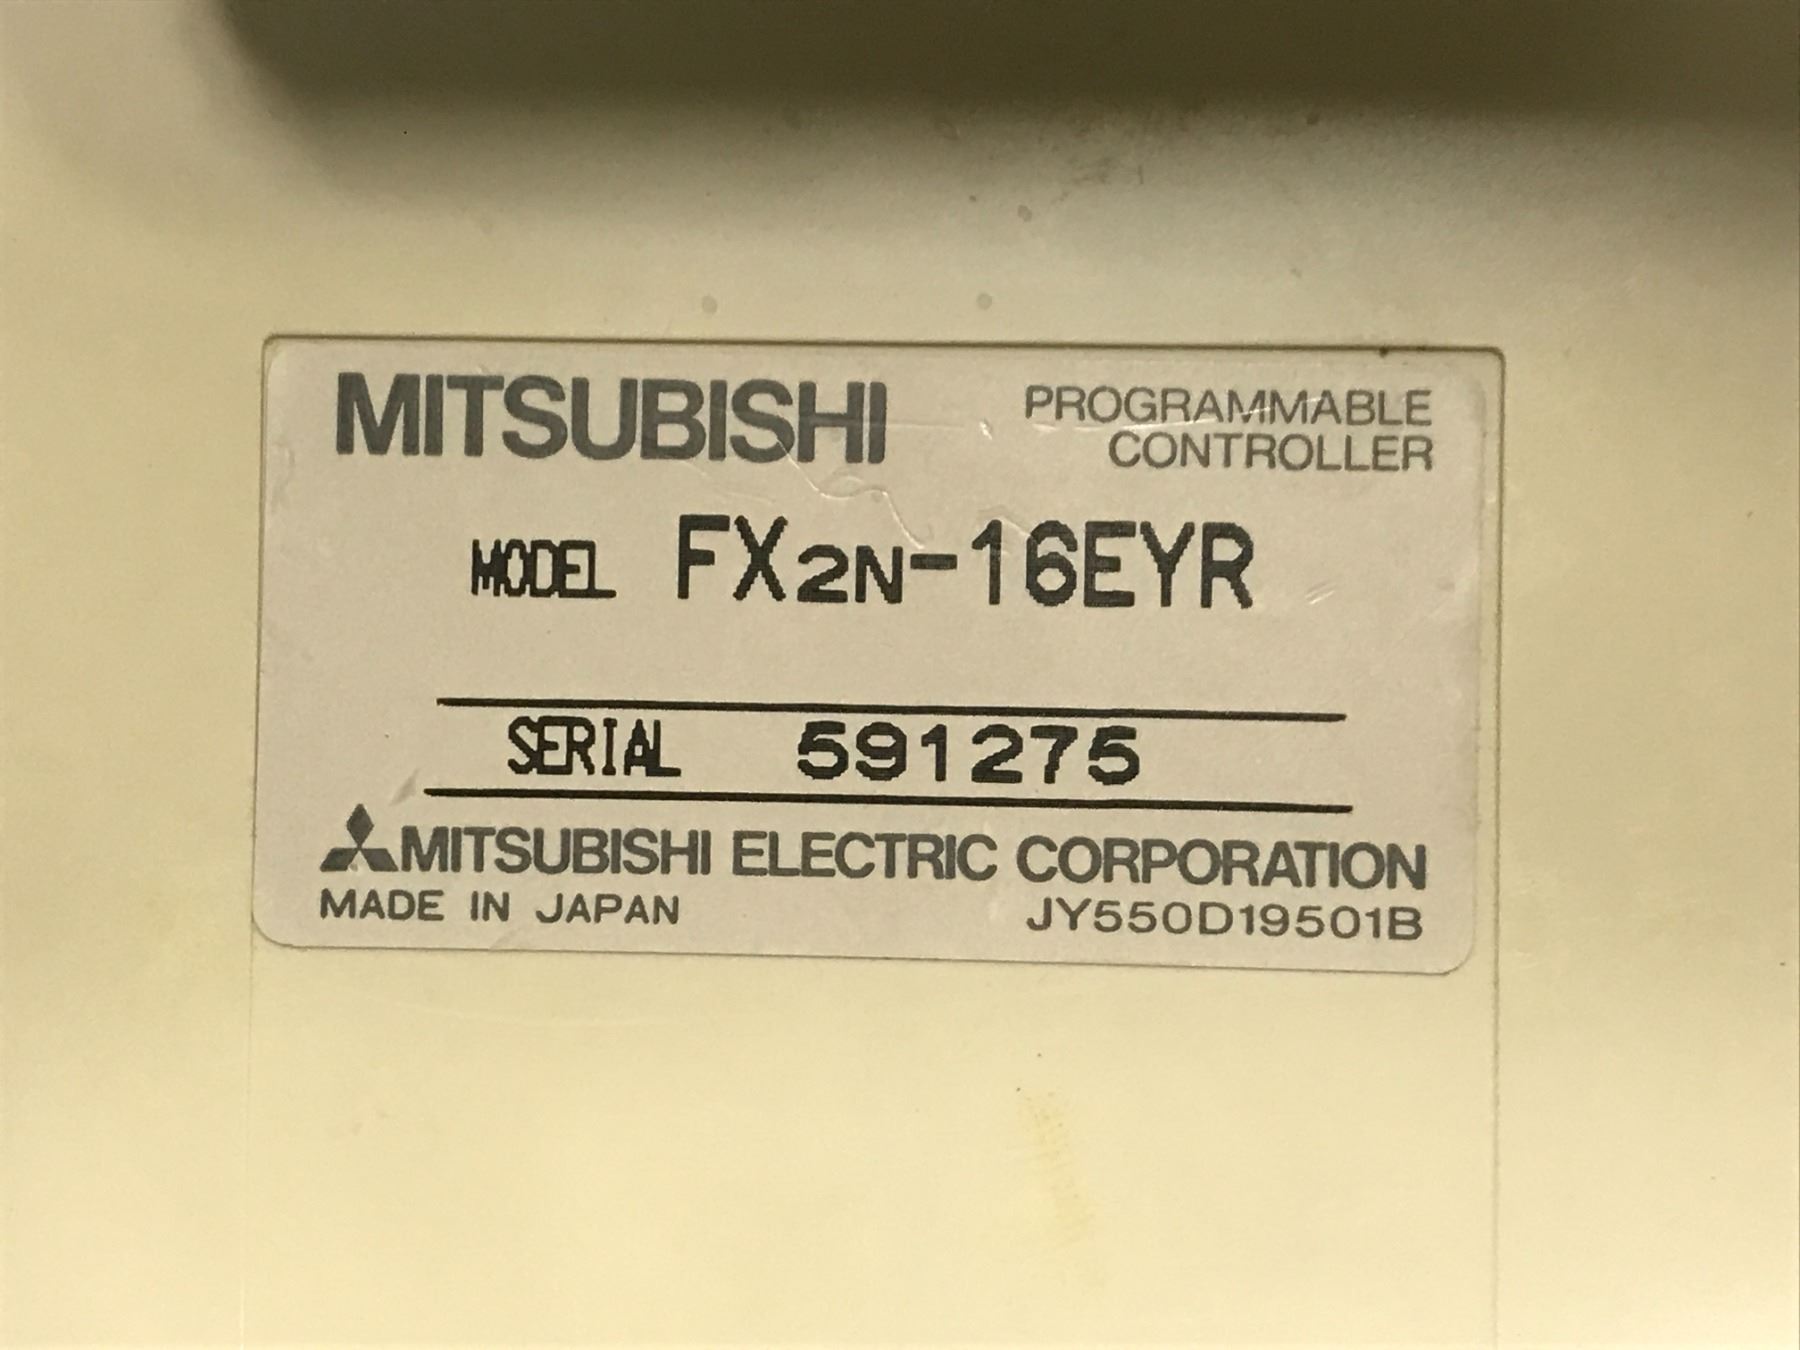 MITSUBISHI
PROGRAMMABLE
CONTROLLER
MODEL FX2N-16EYR
SERIAL 591275
MITSUBISHI ELECTRIC CORPORATION
MADE IN JAPAN JY550D19501B